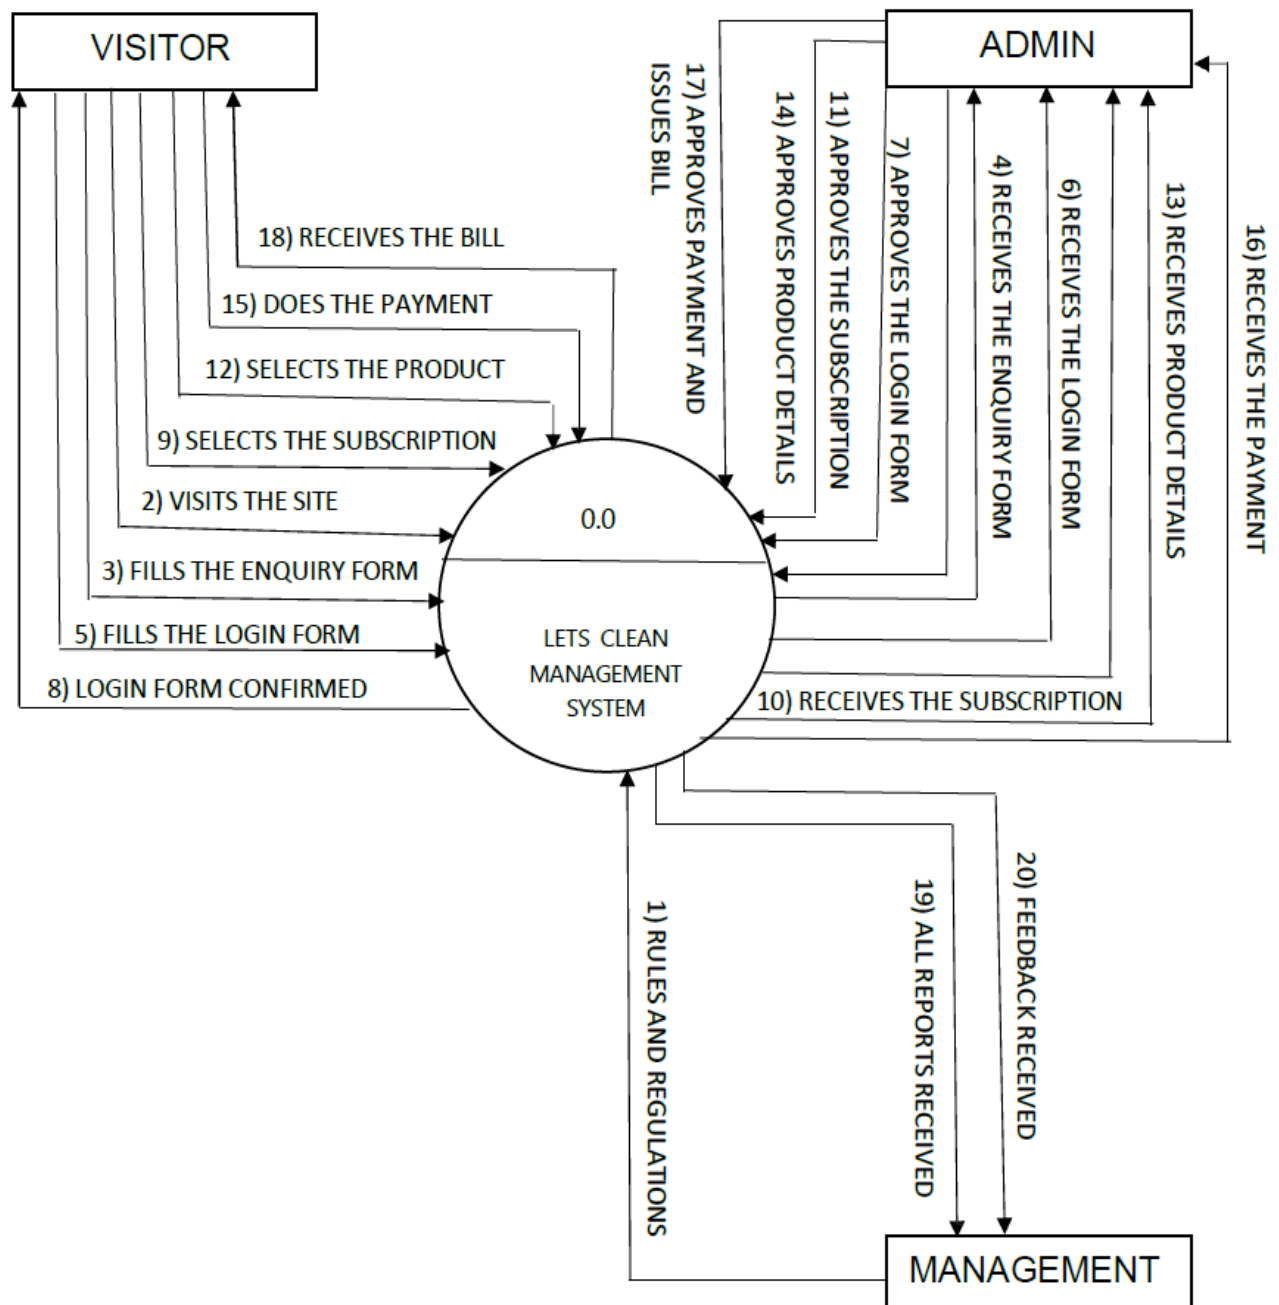 VISITOR
ADMIN
18) RECEIVES THE BILL
15) DOES THE PAYMENT
12) SELECTS THE PRODUCT
9) SELECTS THE SUBSCRIPTION
2) VISITS THE SITE
3) FILLS THE ENQUIRY FORM
5) FILLS THE LOGIN FORM
8) LOGIN FORM CONFIRMED
17) APPROVES PAYMENT AND
ISSUES BILL
14) APPROVES PRODUCT DETAILS
11) APPROVES THE SUBSCRIPTION
7) APPROVES THE LOGIN FORM
4) RECEIVES THE ENQUIRY FORM
6) RECEIVES THE LOGIN FORM
13) RECEIVES PRODUCT DETAILS
16) RECEIVES THE PAYMENT
0.0
LETS CLEAN
MANAGEMENT
SYSTEM
10) RECEIVES THE SUBSCRIPTION
1) RULES AND REGULATIONS
19) ALL REPORTS RECEIVED
20) FEEDBACK RECEIVED
MANAGEMENT